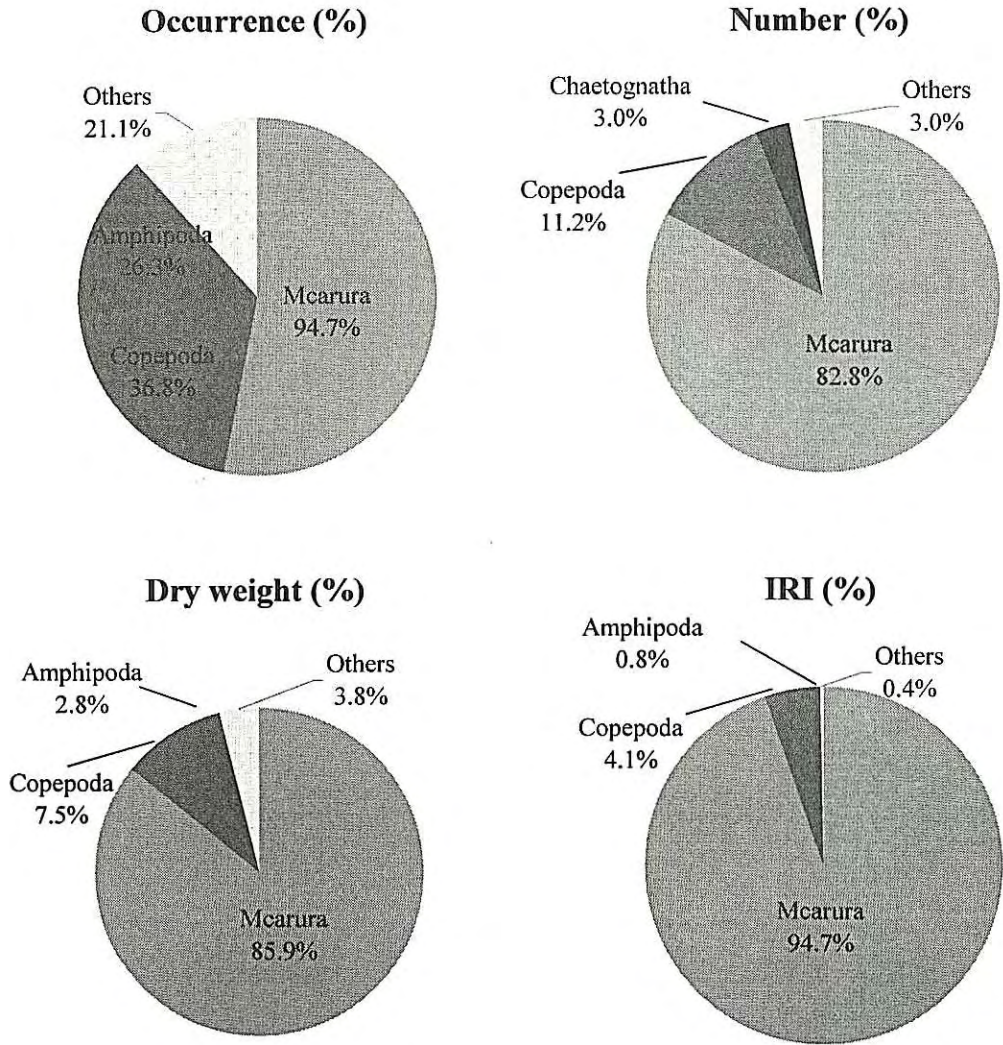 Occurrence (%)
Others
21.1%
Amphipoda
26.3%
Copepoda
36.8%
Mcarura
94.7%
Number (%)
Chaetognatha
3.0%
Others
3.0%
Copepoda
11.2%
Mcarura
82.8%
Dry weight (%)
Amphipoda
2.8%
Others
3.8%
Copepoda
7.5%
Mcarura
85.9%
IRI (%)
Amphipoda
0.8%
Others
0.4%
Copepoda
4.1%
Mcarura
94.7%